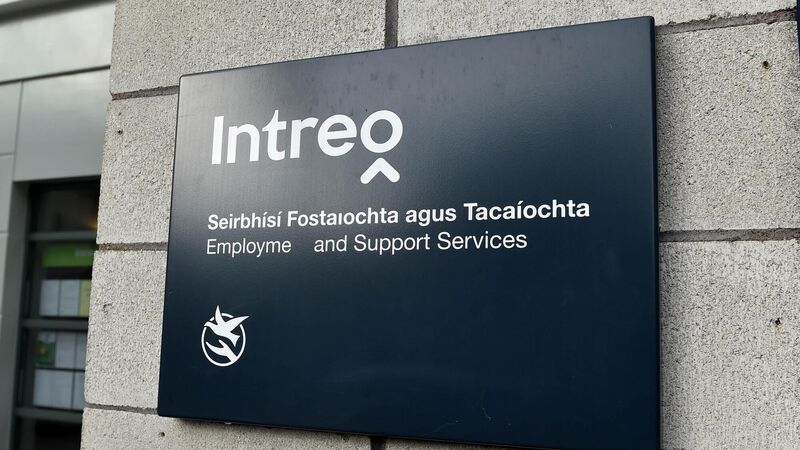 Intreo
Seirbhísí Fostaıochta agus Tacaíochta
Employme and Support Services